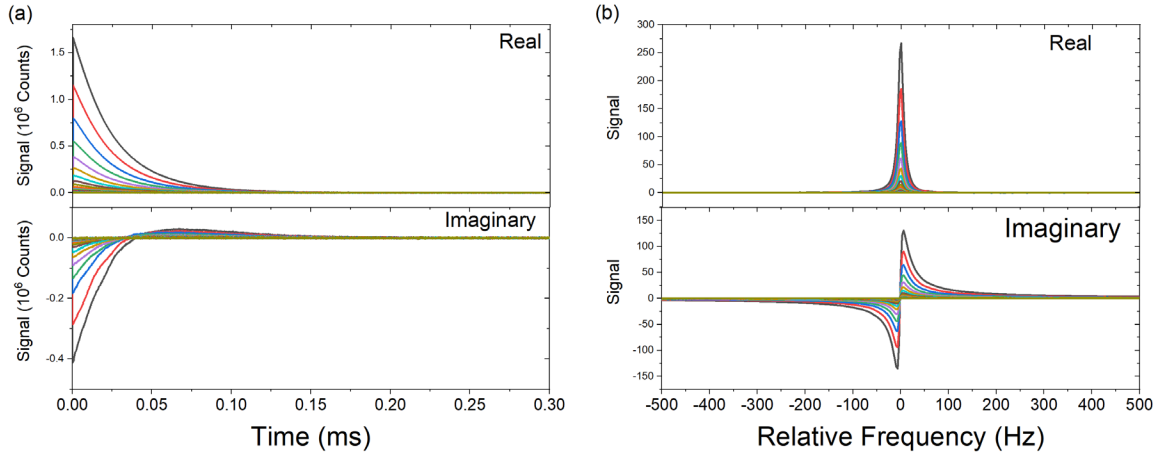 (a)
Real
Signal (10⁶ Counts)
1.5
1.0
0.5
0.0
Imaginary
Signal (10⁶ Counts)
0.0
-0.2
-0.4
0.00 0.05 0.10 0.15 0.20 0.25 0.30
Time (ms)
(b)
Real
Signal
300
250
200
150
100
50
0
Imaginary
Signal
150
100
50
0
-50
-100
-150
-500 -400 -300 -200 -100 0 100 200 300 400 500
Relative Frequency (Hz)